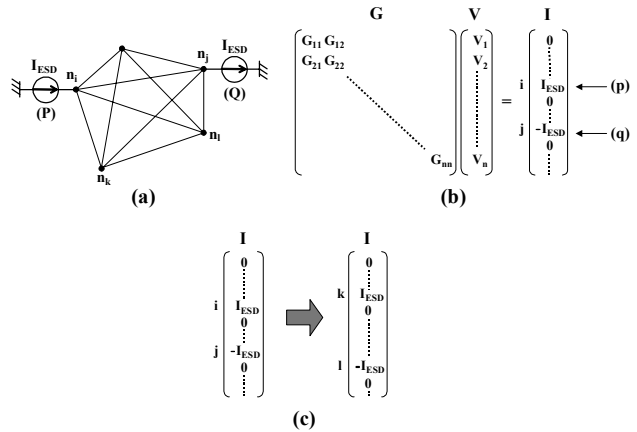 I_ESD
n_i
(P)
n_j
I_ESD
(Q)
n_l
n_k
(a)
G V I
G_11 G_12
G_21 G_22
G_nn
V_1
V_2
V_n
=
0
i I_ESD (p)
0
j -I_ESD (q)
0
(b)
I I
0
i I_ESD
0
j -I_ESD
0
0
k I_ESD
0
l -I_ESD
0
(c)